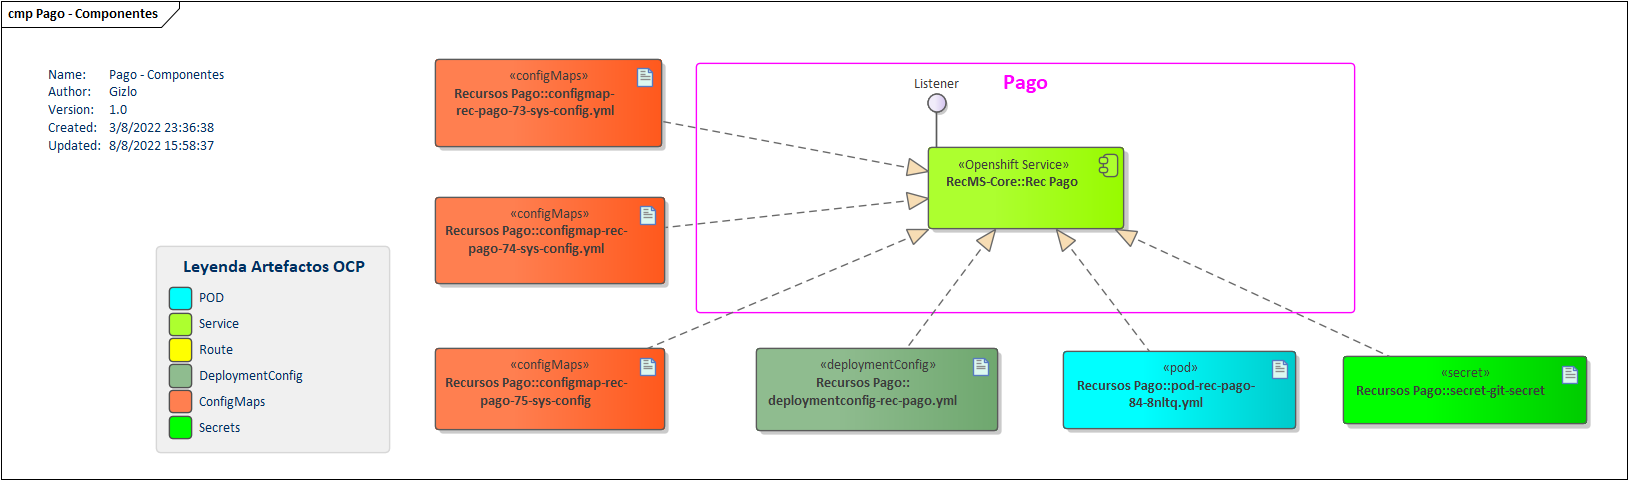 cmp Pago - Componentes
Name: Pago - Componentes
Author: Gizlo
Version: 1.0
Created: 3/8/2022 23:36:38
Updated: 8/8/2022 15:58:37
«configMaps»
Recursos Pago::configmap-
rec-pago-73-sys-config.yml
Pago
Listener
«Openshift Service»
RecMS-Core::Rec Pago
«configMaps»
Recursos Pago::configmap-rec-
pago-74-sys-config.yml
Leyenda Artefactos OCP
POD
Service
Route
DeploymentConfig
ConfigMaps
Secrets
«configMaps»
Recursos Pago::configmap-rec-
pago-75-sys-config
«deploymentConfig»
Recursos Pago::
deploymentconfig-rec-pago.yml
«pod»
Recursos Pago::pod-rec-pago-
84-8nltq.yml
«secret»
Recursos Pago::secret-git-secret